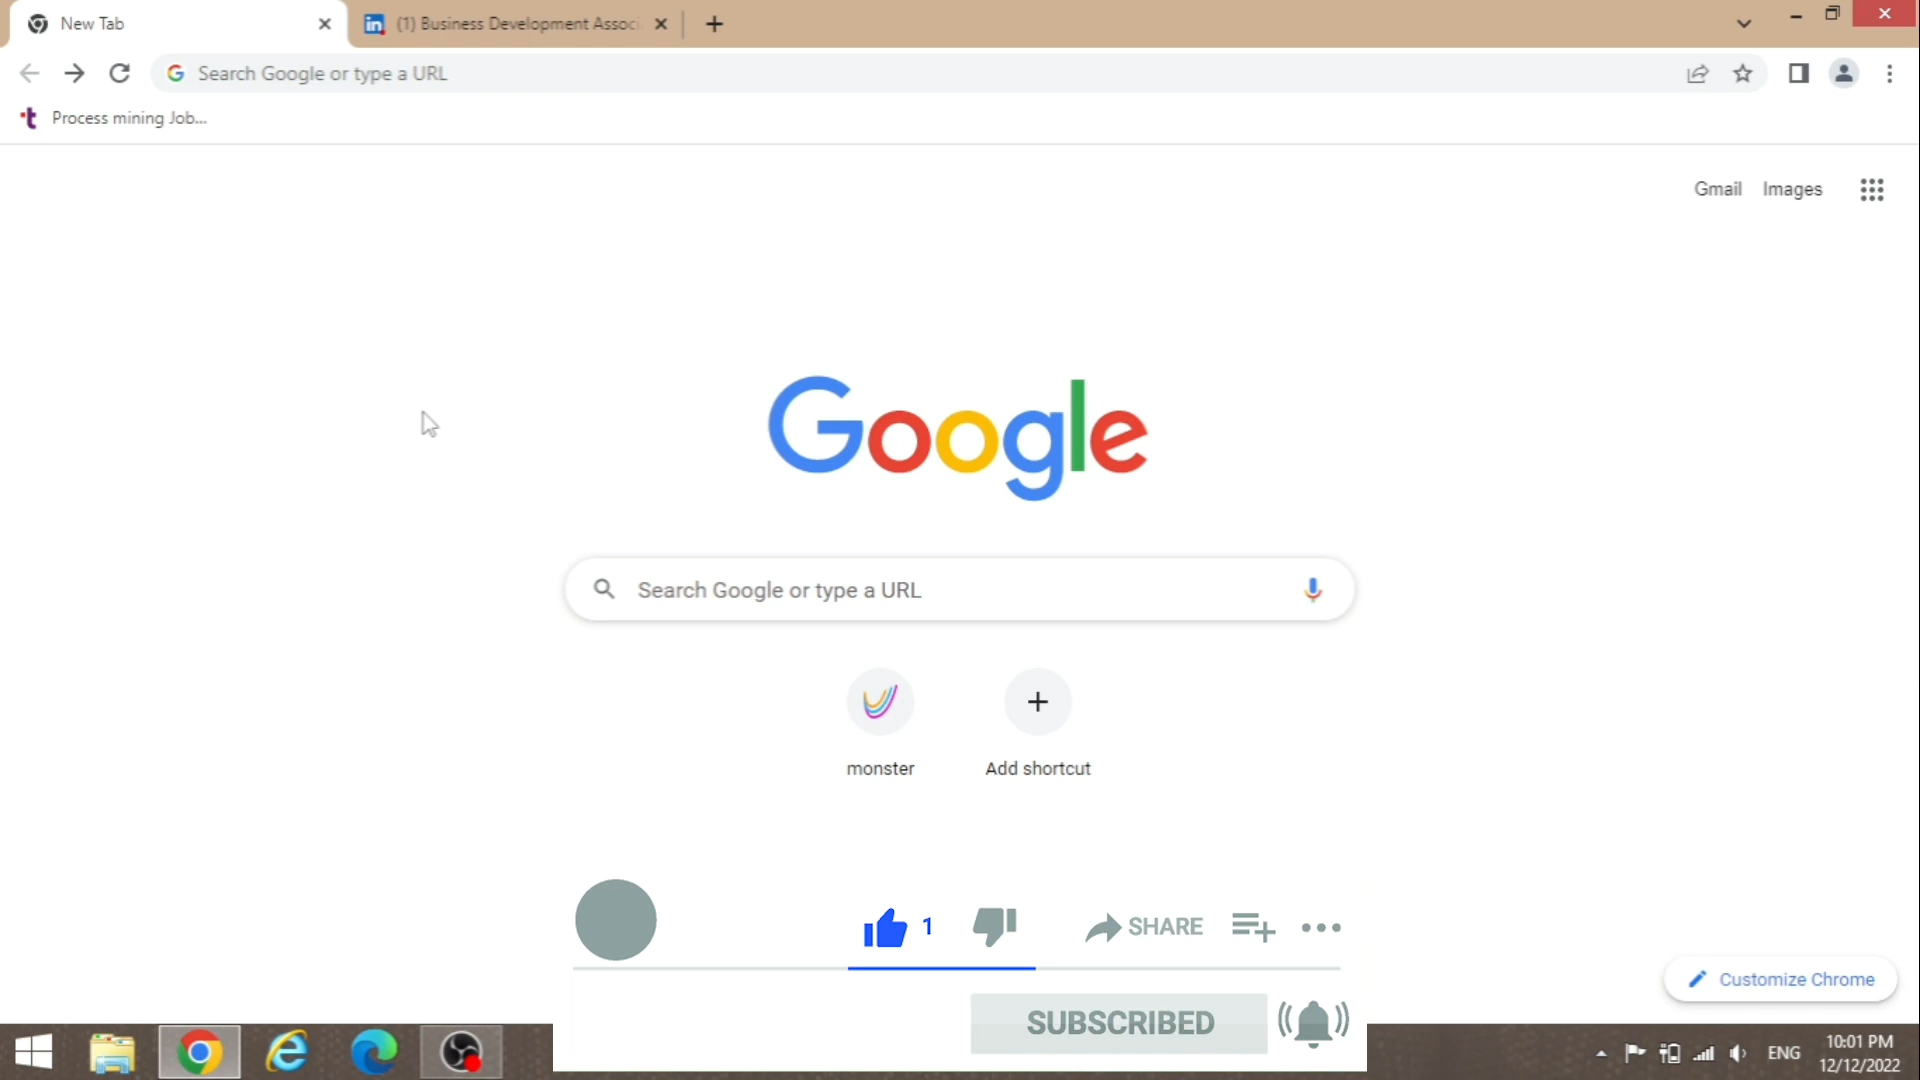 New Tab
(1) Business Development Assoc
Search Google or type a URL
Process mining Job...
Gmail Images
Google
Search Google or type a URL
monster
Add shortcut
1
SHARE
Customize Chrome
SUBSCRIBED
ENG
10:01 PM
12/12/2022